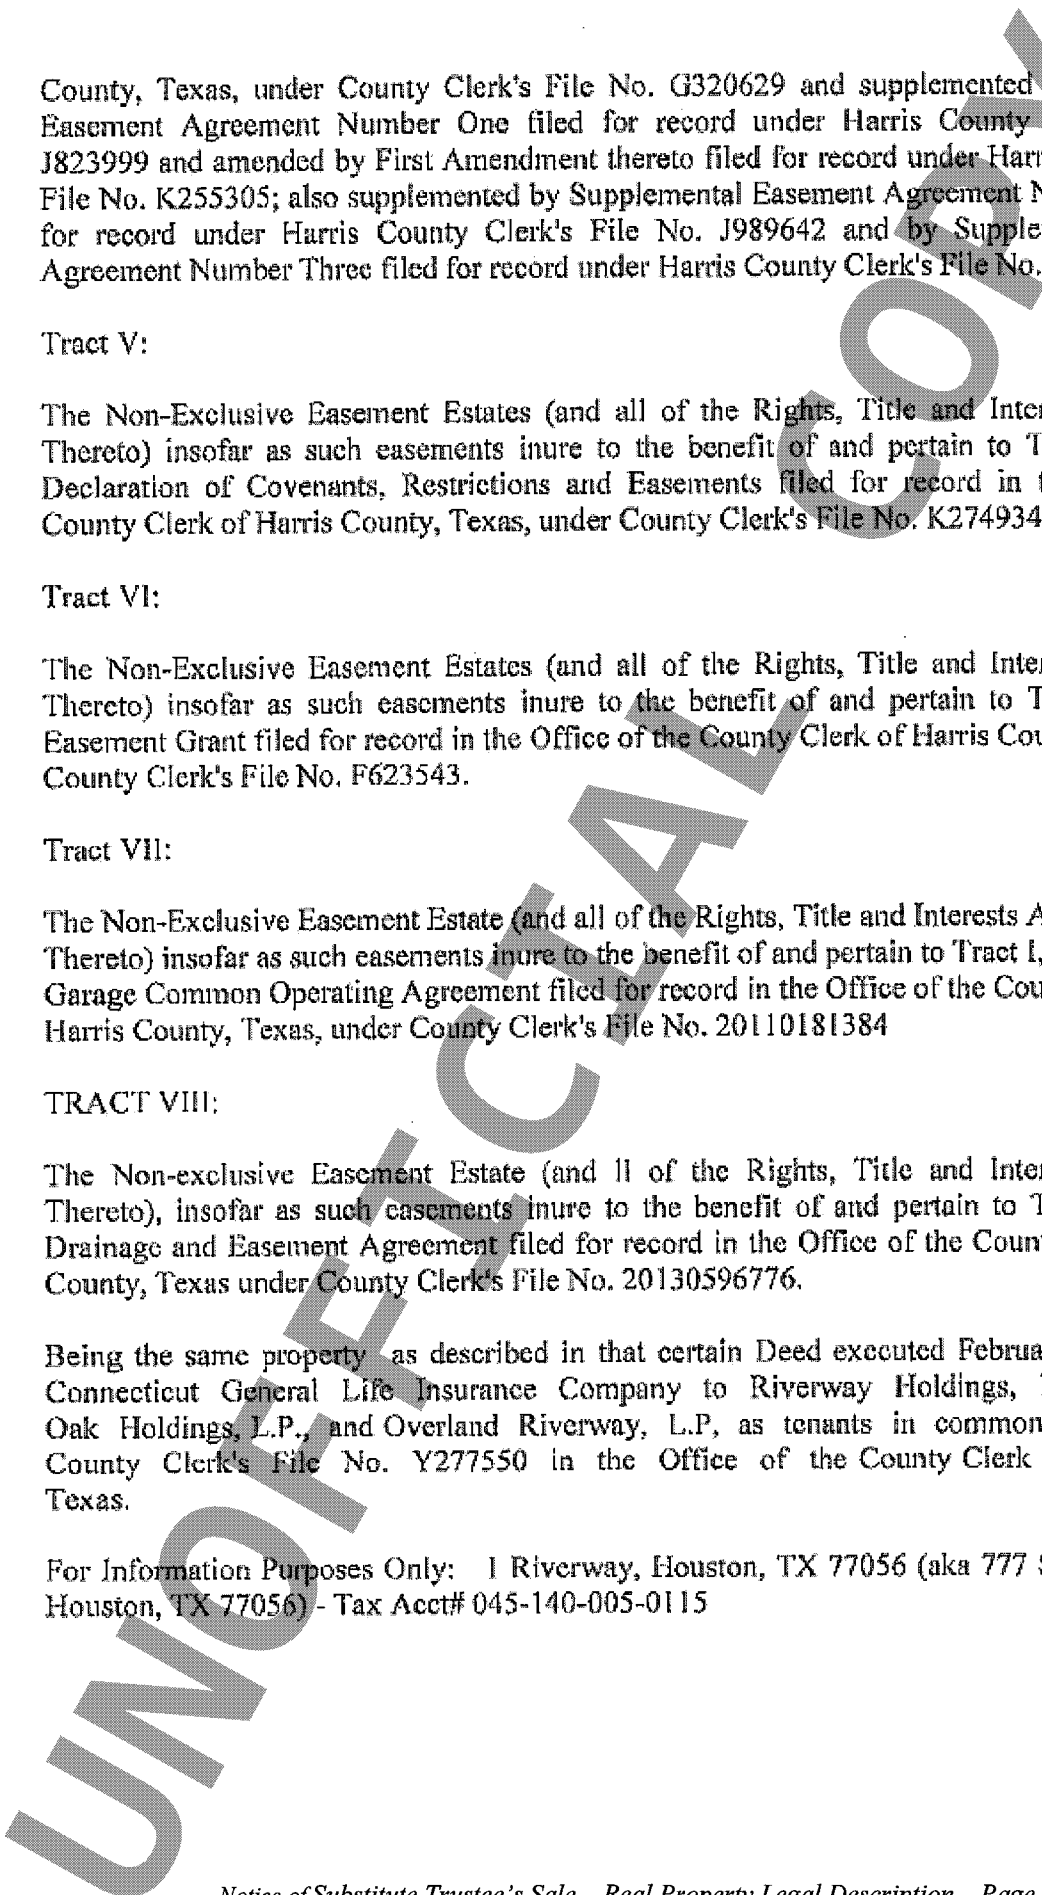 County, Texas, under County Clerk's File No. G320629 and supplemented
Easement Agreement Number One filed for record under Harris County
J823999 and amended by First Amendment thereto filed for record under Harr
File No. K255305; also supplemented by Supplemental Easement Agreement N
for record under Harris County Clerk's File No. J989642 and by Supple
Agreement Number Three filed for record under Harris County Clerk's File No.
Tract V:
The Non-Exclusive Easement Estates (and all of the Rights, Title and Inter
Thereto) insofar as such easements inure to the benefit of and pertain to T
Declaration of Covenants, Restrictions and Easements filed for record in t
County Clerk of Harris County, Texas, under County Clerk's File No. K274934
Tract VI:
The Non-Exclusive Easement Estates (and all of the Rights, Title and Inter
Thereto) insofar as such easements inure to the benefit of and pertain to T
Easement Grant filed for record in the Office of the County Clerk of Harris Cou
County Clerk's File No. F623543.
Tract VII:
The Non-Exclusive Easement Estate (and all of the Rights, Title and Interests A
Thereto) insofar as such easements inure to the benefit of and pertain to Tract I,
Garage Common Operating Agreement filed for record in the Office of the Cou
Harris County, Texas, under County Clerk's File No. 20110181384
TRACT VIII:
The Non-exclusive Easement Estate (and ll of the Rights, Title and Inter
Thereto), insofar as such easements inure to the benefit of and pertain to T
Drainage and Easement Agreement filed for record in the Office of the Coun
County, Texas under County Clerk's File No. 20130596776.
Being the same property as described in that certain Deed executed Februa
Connecticut General Life Insurance Company to Riverway Holdings,
Oak Holdings, L.P., and Overland Riverway, L.P, as tenants in common
County Clerk's File No. Y277550 in the Office of the County Clerk
Texas.
For Information Purposes Only: 1 Riverway, Houston, TX 77056 (aka 777 S
Houston, TX 77056) - Tax Acct# 045-140-005-0115
Notice of Substitute Trustee's Sale – Real Property Legal Description – Page
UNOFFICIAL COPY